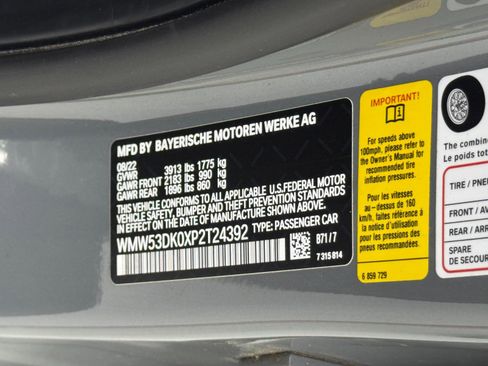 MFD BY BAYERISCHE MOTOREN WERKE AG
09/22
GVWR 3913 lbs 1775 kg
GAWR FRONT 2183 lbs 990 kg
GAWR REAR 1896 lbs 860 kg
THIS VEHICLE CONFORMS TO ALL APPLICABLE U.S.FEDERAL MOTOR
VEHICLE SAFETY, BUMPER, AND THEFT PREVENTION STANDARDS
IN EFFECT ON THE DATE OF MANUFACTURE SHOWN ABOVE.
WMW53DK0XP2T24392 TYPE: PASSENGER CAR
B71 / 7
7 315 814
IMPORTANT!
For speeds above
100mph, please refer to
the Owner's Manual for
recommended tire
inflation pressures.
Pour les vitesses
au-dessus de 160
km/h, faites référence à
la notice d'utilisation
pour les pressions des
pneus recommandées.
6 859 729
The combine
Le poids tot
TIRE / PNE
FRONT / AV
REAR / ARR
SPARE
DE SECOUR